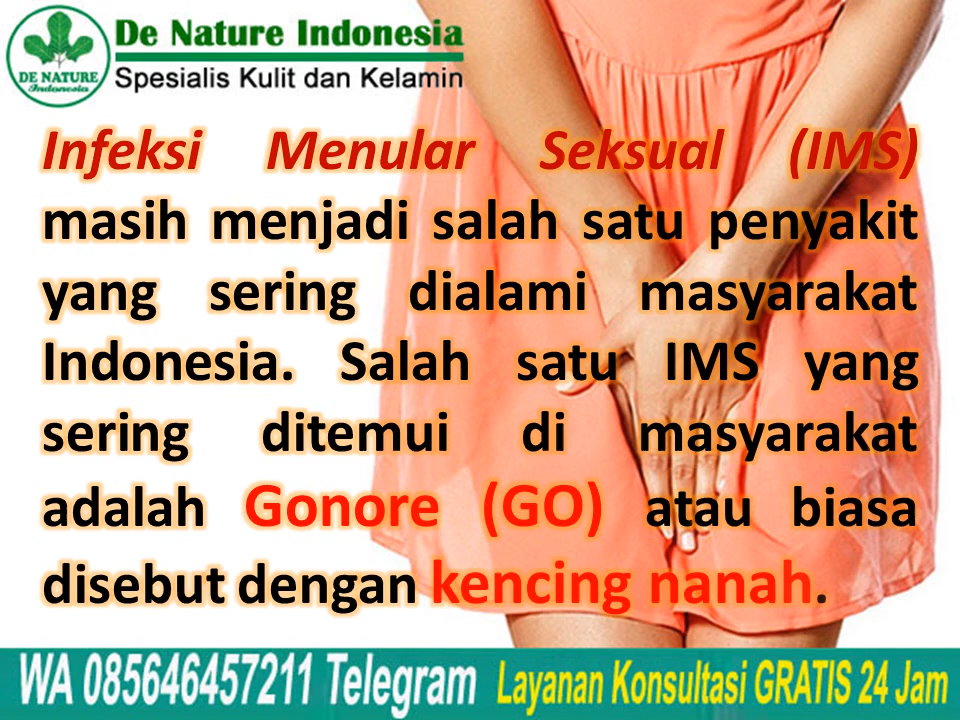 De Nature Indonesia
DE NATURE
Indonesia
Spesialis Kulit dan Kelamin
Infeksi Menular Seksual (IMS)
masih menjadi salah satu penyakit
yang sering dialami masyarakat
Indonesia. Salah satu IMS yang
sering ditemui di masyarakat
adalah Gonore (GO) atau biasa
disebut dengan kencing nanah.
WA 085646457211 Telegram Layanan Konsultasi GRATIS 24 Jam